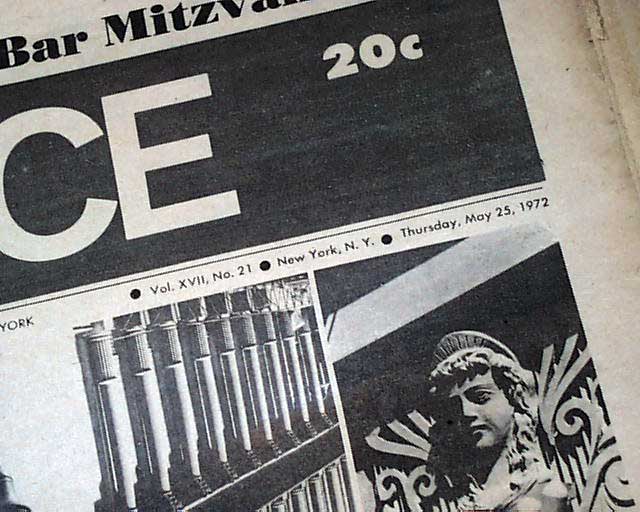 Bar Mitzvah
20c
CE
Vol. XVII, No. 21 ● New York, N. Y. ● Thursday, May 25, 1972
YORK